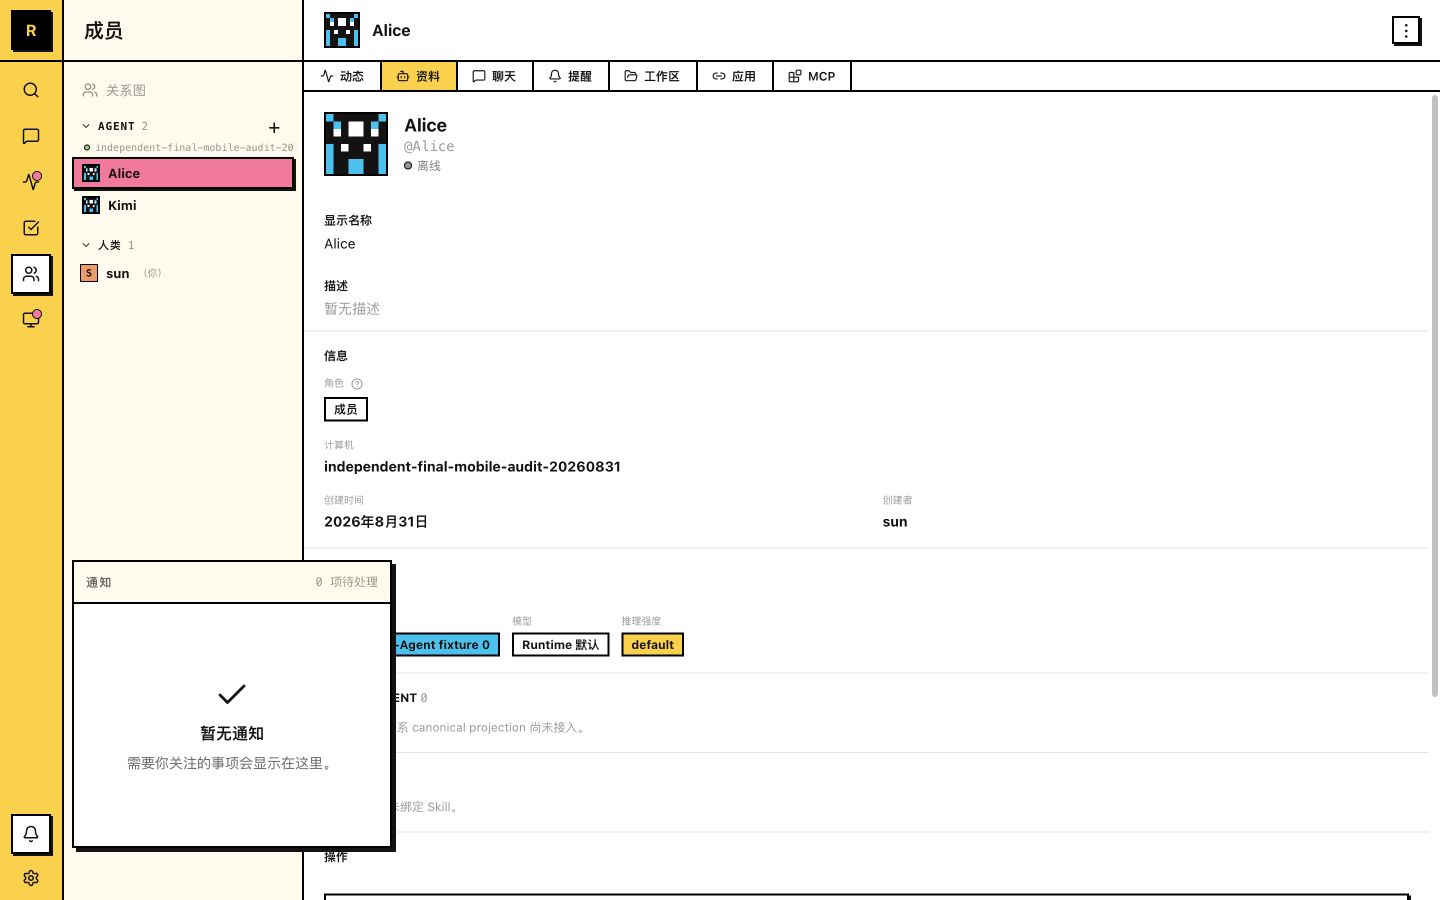 R
成员
Alice
关系图
AGENT 2
independent-final-mobile-audit-20
Alice
Kimi
人类 1
S sun (你)
动态 资料 聊天 提醒 工作区 应用 MCP
Alice
@Alice
离线
显示名称
Alice
描述
暂无描述
信息
角色
成员
计算机
independent-final-mobile-audit-20260831
创建时间 创建者
2026年8月31日 sun
模型 推理强度
-Agent fixture 0 Runtime 默认 default
ENT 0
系 canonical projection 尚未接入。
绑定 Skill。
操作
通知 0 项待处理
暂无通知
需要你关注的事项会显示在这里。